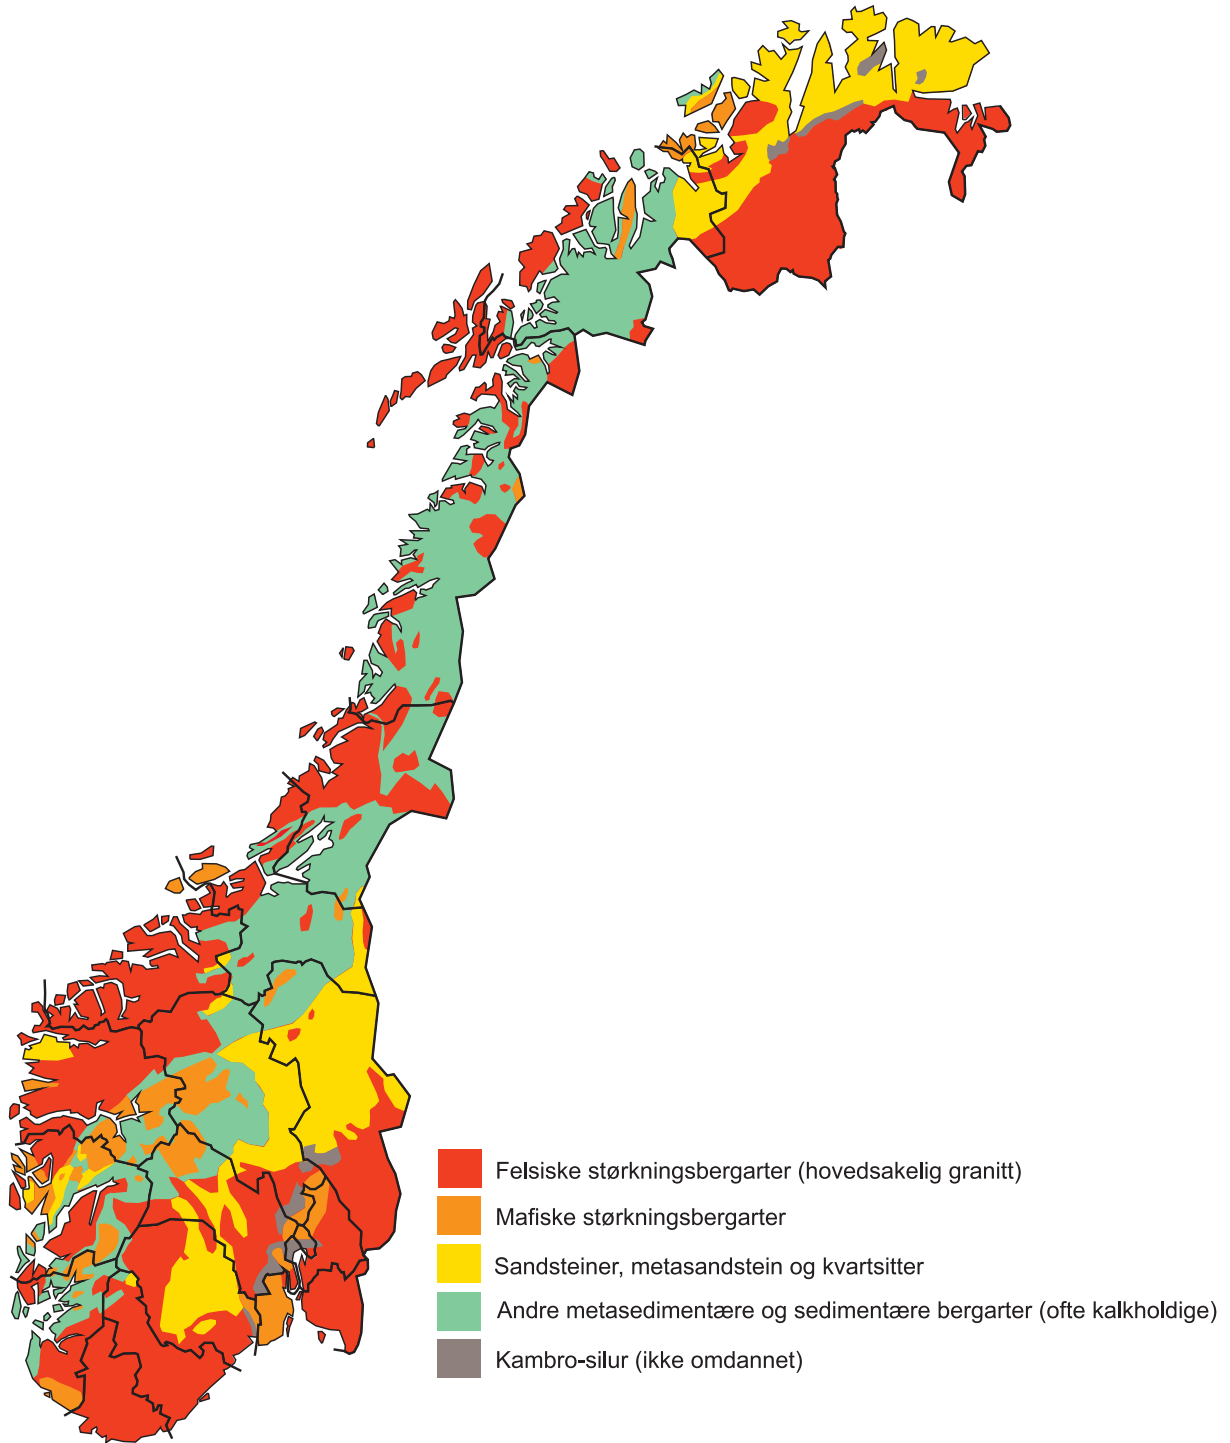 Felsiske størkningsbergarter (hovedsakelig granitt)
Mafiske størkningsbergarter
Sandsteiner, metasandstein og kvartsitter
Andre metasedimentære og sedimentære bergarter (ofte kalkholdige)
Kambro-silur (ikke omdannet)